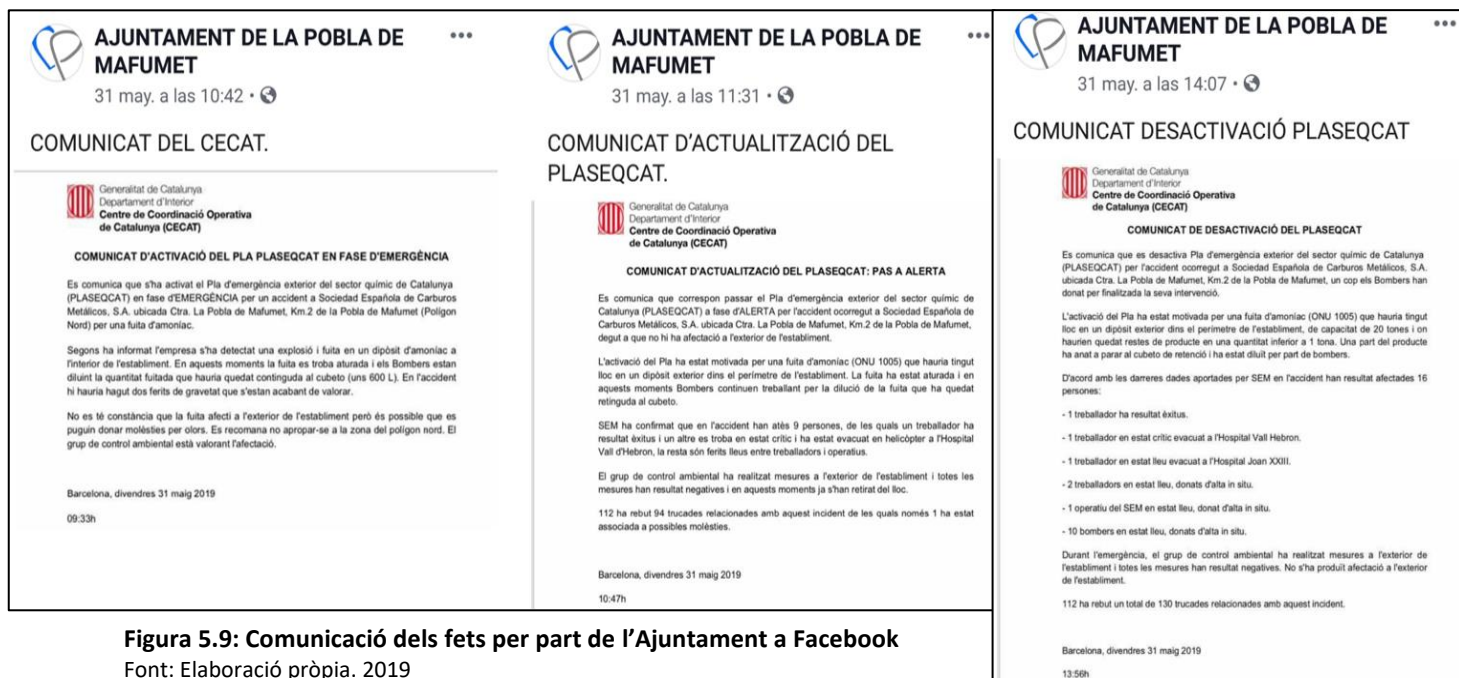 AJUNTAMENT DE LA POBLA DE
MAFUMET
31 may. a las 10:42
COMUNICAT DEL CECAT.
Generalitat de Catalunya
Departament d'Interior
Centre de Coordinació Operativa
de Catalunya (CECAT)
COMUNICAT D'ACTIVACIÓ DEL PLA PLASEQCAT EN FASE D'EMERGÈNCIA
Es comunica que s'ha activat el Pla d'emergència exterior del sector químic de Catalunya
(PLASEQCAT) en fase d'EMERGÈNCIA per un accident a Sociedad Española de Carburos
Metálicos, S.A. ubicada Ctra. La Pobla de Mafumet, Km.2 de la Pobla de Mafumet (Polígon
Nord) per una fuita d'amoníac.
Segons ha informat l'empresa s'ha detectat una explosió i fuita en un dipòsit d'amoníac a
l'interior de l'establiment. En aquests moments la fuita es troba aturada i els Bombers estan
diluint la quantitat fuitada que hauria quedat continguda al cubeto (uns 600 L). En l'accident
hi hauria hagut dos ferits de gravetat que s'estan acabant de valorar.
No es té constància que la fuita afecti a l'exterior de l'establiment però és possible que es
puguin donar molèsties per olors. Es recomana no apropar-se a la zona del polígon nord. El
grup de control ambiental està valorant l'afectació.
Barcelona, divendres 31 maig 2019
09:33h
AJUNTAMENT DE LA POBLA DE
MAFUMET
31 may. a las 11:31
COMUNICAT D'ACTUALITZACIÓ DEL
PLASEQCAT.
Generalitat de Catalunya
Departament d'Interior
Centre de Coordinació Operativa
de Catalunya (CECAT)
COMUNICAT D'ACTUALITZACIÓ DEL PLASEQCAT: PAS A ALERTA
Es comunica que correspon passar el Pla d'emergència exterior del sector químic de
Catalunya (PLASEQCAT) a fase d'ALERTA per l'accident ocorregut a Sociedad Española de
Carburos Metálicos, S.A. ubicada Ctra. La Pobla de Mafumet, Km.2 de la Pobla de Mafumet,
degut a que no hi ha afectació a l'exterior de l'establiment.
L'activació del Pla ha estat motivada per una fuita d'amoníac (ONU 1005) que hauria tingut
lloc en un dipòsit exterior dins el perímetre de l'establiment. La fuita ha estat aturada i en
aquests moments Bombers continuen treballant per la dilució de la fuita que ha quedat
retinguda al cubeto.
SEM ha confirmat que en l'accident han atès 9 persones, de les quals un treballador ha
resultat èxitus i un altre es troba en estat crític i ha estat evacuat en helicòpter a l'Hospital
Vall d'Hebron, la resta són ferits lleus entre treballadors i operatius.
El grup de control ambiental ha realitzat mesures a l'exterior de l'establiment i totes les
mesures han resultat negatives i en aquests moments ja s'han retirat del lloc.
112 ha rebut 94 trucades relacionades amb aquest incident de les quals només 1 ha estat
associada a possibles molèsties.
Barcelona, divendres 31 maig 2019
10:47h
AJUNTAMENT DE LA POBLA DE
MAFUMET
31 may. a las 14:07
COMUNICAT DESACTIVACIÓ PLASEQCAT
Generalitat de Catalunya
Departament d'Interior
Centre de Coordinació Operativa
de Catalunya (CECAT)
COMUNICAT DE DESACTIVACIÓ DEL PLASEQCAT
Es comunica que es desactiva Pla d'emergència exterior del sector químic de Catalunya
(PLASEQCAT) per l'accident ocorregut a Sociedad Española de Carburos Metálicos, S.A.
ubicada Ctra. La Pobla de Mafumet, Km.2 de la Pobla de Mafumet, un cop els Bombers han
donat per finalitzada la seva intervenció.
L'activació del Pla ha estat motivada per una fuita d'amoníac (ONU 1005) que hauria tingut
lloc en un dipòsit exterior dins el perímetre de l'establiment, de capacitat de 20 tones i on
haurien quedat restes de producte en una quantitat inferior a 1 tona. Una part del producte
ha anat a parar al cubeto de retenció i ha estat diluït per part de bombers.
D'acord amb les darreres dades aportades per SEM en l'accident han resultat afectades 16
persones:
- 1 treballador ha resultat èxitus.
- 1 treballador en estat crític evacuat a l'Hospital Vall Hebron.
- 1 treballador en estat lleu evacuat a l'Hospital Joan XXIII.
- 2 treballadors en estat lleu, donats d'alta in situ.
- 1 operatiu del SEM en estat lleu, donat d'alta in situ.
- 10 bombers en estat lleu, donats d'alta in situ.
Durant l'emergència, el grup de control ambiental ha realitzat mesures a l'exterior de
l'establiment i totes les mesures han resultat negatives. No s'ha produït afectació a l'exterior
de l'establiment.
112 ha rebut un total de 130 trucades relacionades amb aquest incident.
Barcelona, divendres 31 maig 2019
13:56h
Figura 5.9: Comunicació dels fets per part de l'Ajuntament a Facebook
Font: Elaboració pròpia. 2019